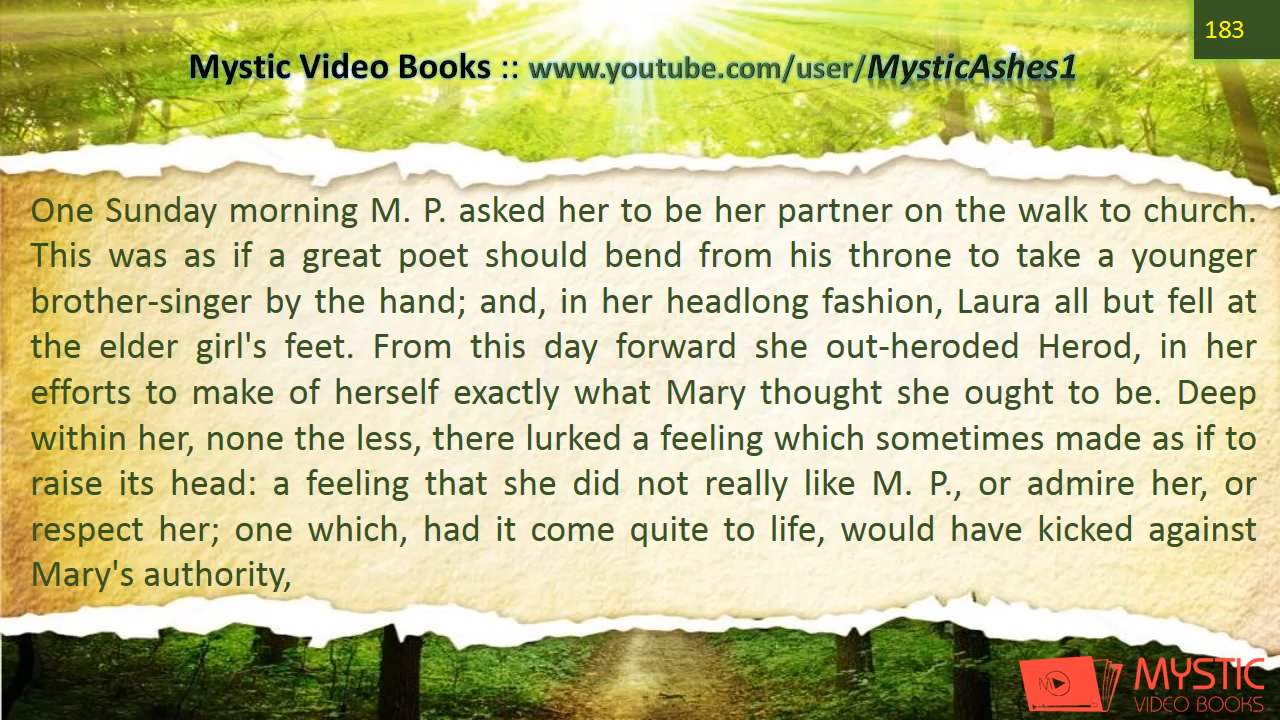 183
Mystic Video Books :: www.youtube.com/user/MysticAshes1
One Sunday morning M. P. asked her to be her partner on the walk to church.
This was as if a great poet should bend from his throne to take a younger
brother-singer by the hand; and, in her headlong fashion, Laura all but fell at
the elder girl's feet. From this day forward she out-heroded Herod, in her
efforts to make of herself exactly what Mary thought she ought to be. Deep
within her, none the less, there lurked a feeling which sometimes made as if to
raise its head: a feeling that she did not really like M. P., or admire her, or
respect her; one which, had it come quite to life, would have kicked against
Mary's authority,
M
MYSTIC
VIDEO BOOKS